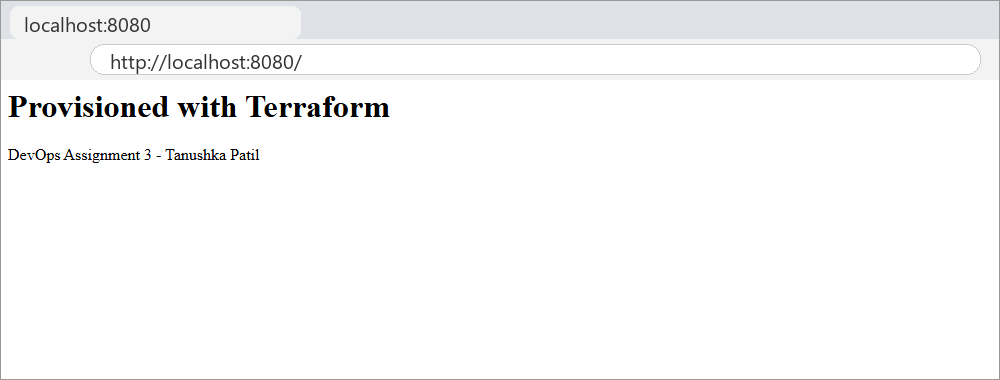 localhost:8080
http://localhost:8080/
Provisioned with Terraform
DevOps Assignment 3 - Tanushka Patil